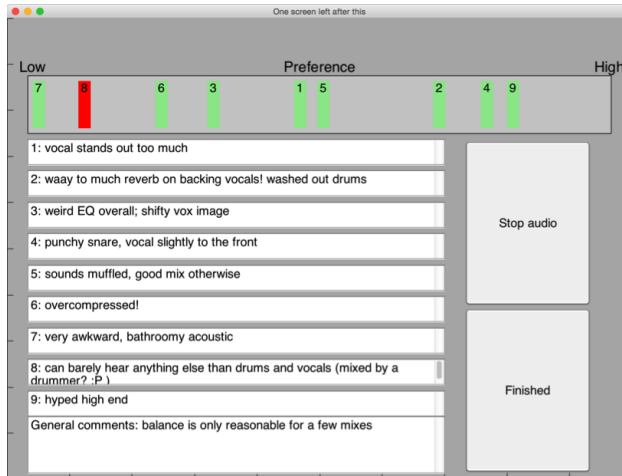 One screen left after this
Low Preference High
7 8 6 3 1 5 2 4 9
1: vocal stands out too much
2: waay to much reverb on backing vocals! washed out drums
3: weird EQ overall; shifty vox image
4: punchy snare, vocal slightly to the front
5: sounds muffled, good mix otherwise
6: overcompressed!
7: very awkward, bathroomy acoustic
8: can barely hear anything else than drums and vocals (mixed by a
drummer? :P )
9: hyped high end
General comments: balance is only reasonable for a few mixes
Stop audio
Finished